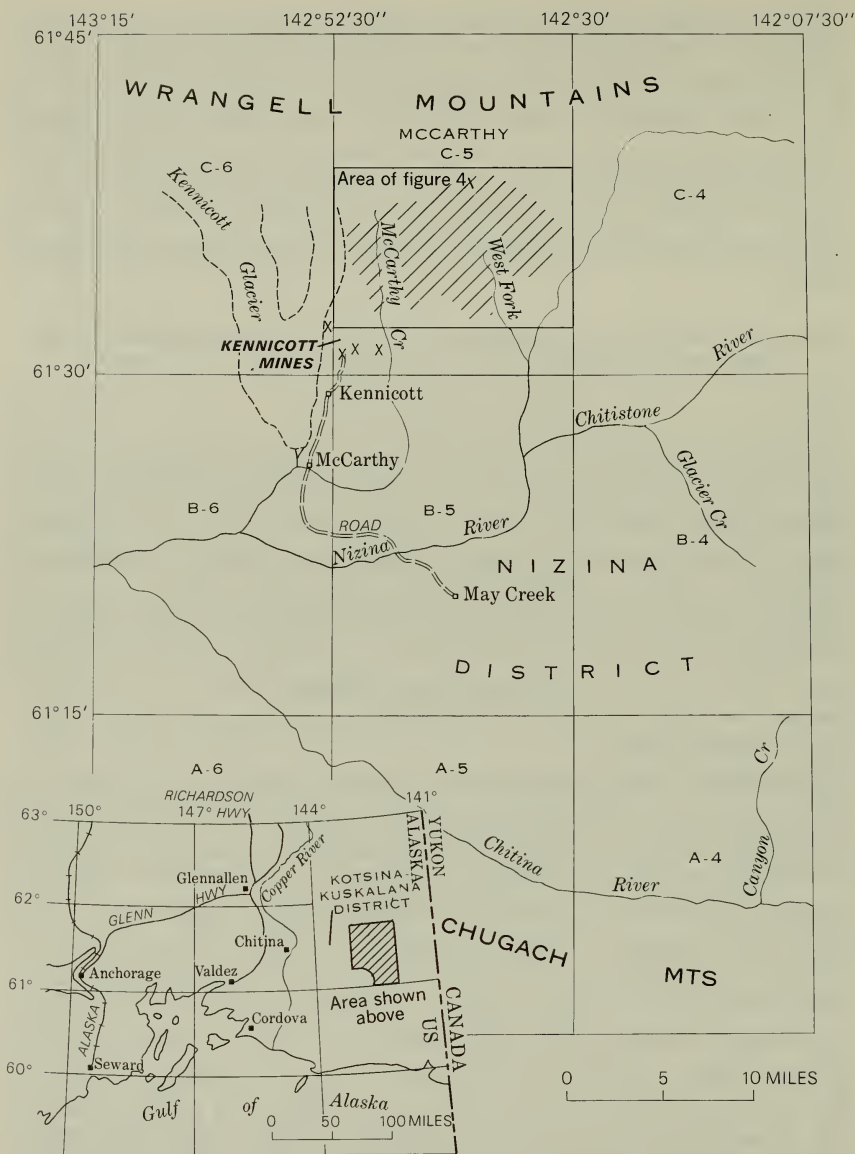 143°15' 142°52'30" 142°30' 142°07'30"
61°45'
WRANGELL MOUNTAINS
MCCARTHY
C-5
C-6
Area of figure 4
x
C-4
Kennicott
Glacier
McCarthy Cr
West Fork
x
KENNICOTT
MINES
x x x
61°30'
River
Kennicott
Chitistone
McCarthy
Glacier Cr
B-6
B-5
ROAD
River
B-4
Nizina
NIZINA
May Creek
DISTRICT
61°15'
A-6
A-5
Cr
RICHARDSON
HWY
150° 147° 144° 141°
63°
ALASKA
YUKON
Chitina
River
A-4
Canyon
Copper River
Glennallen
KOTSINA-
KUSKALANA
DISTRICT
HWY
62°
GLENN
CHUGACH
Chitina
MTS
Anchorage
Valdez
61°
Area shown
above
CANADA
US
Cordova
ALASKA
60°
Seward
0 5 10 MILES
Gulf of Alaska
0 50 100 MILES